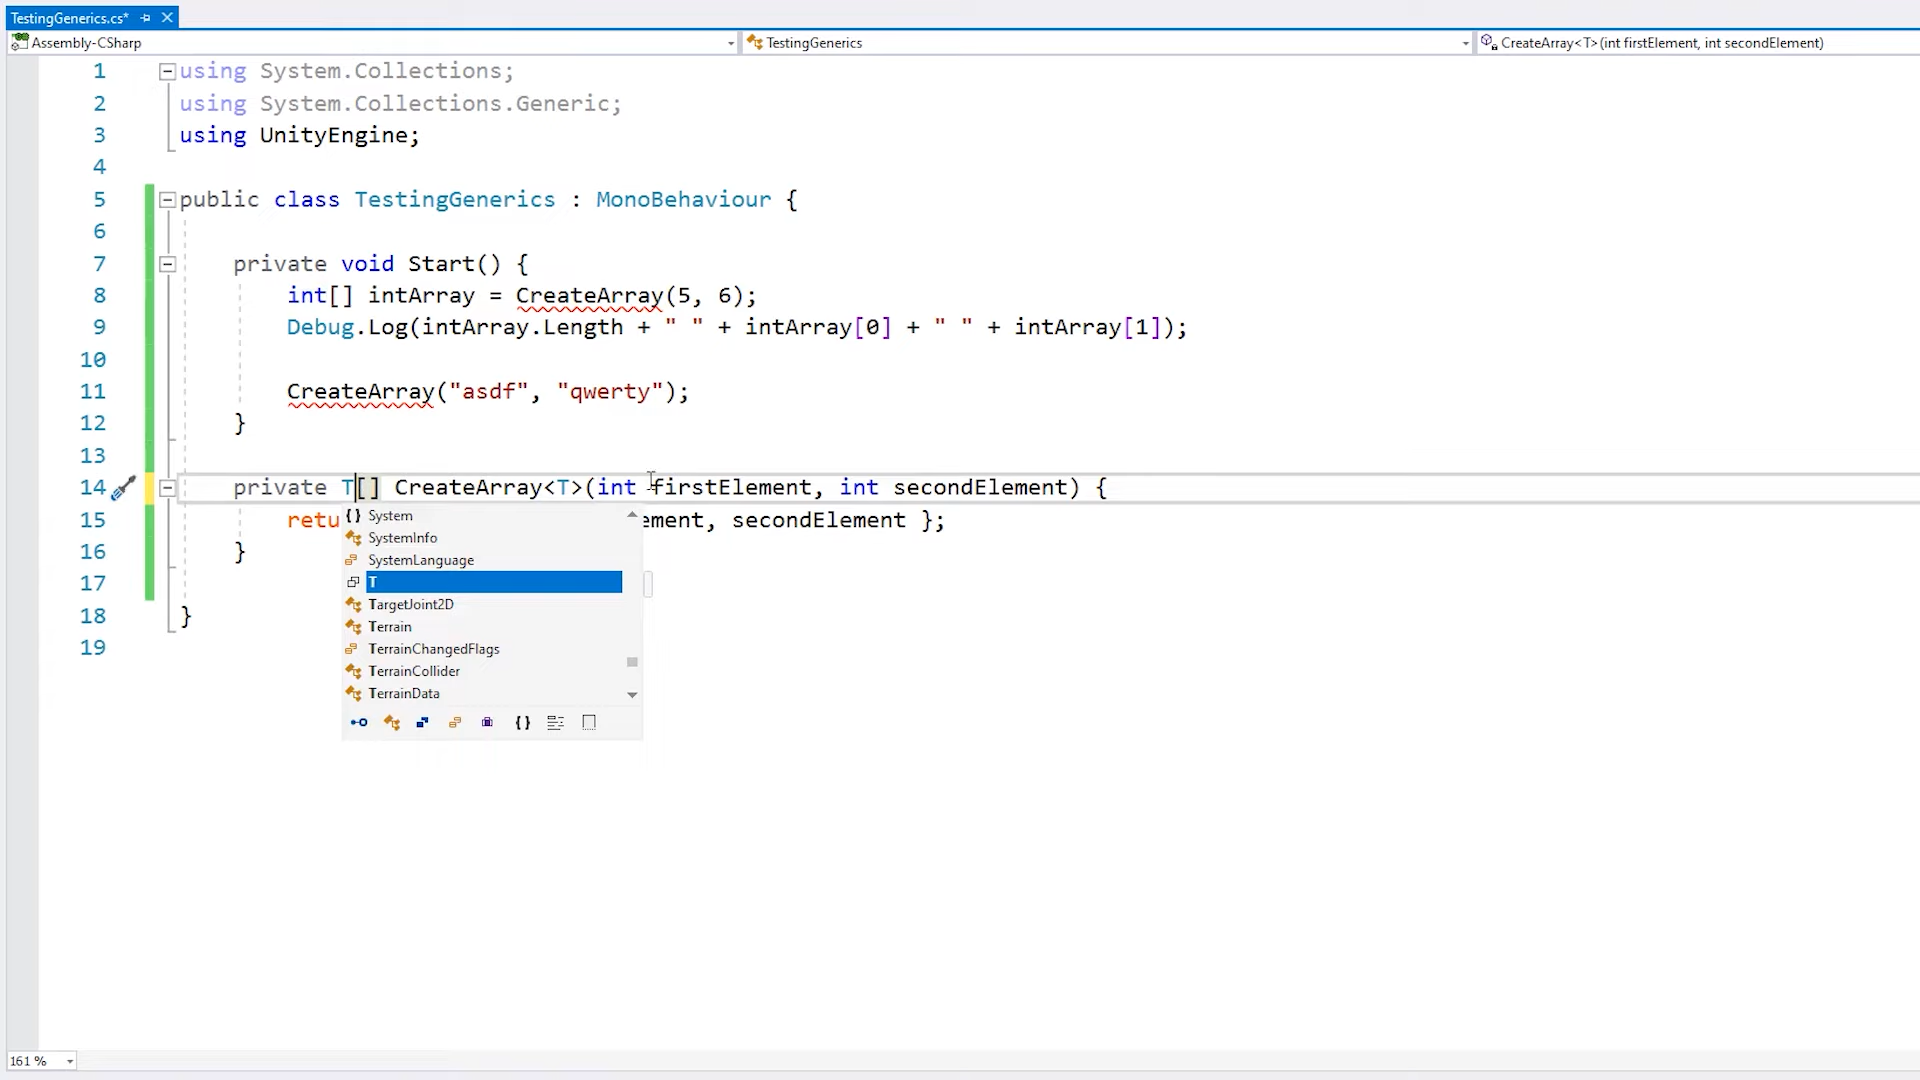 TestingGenerics.cs*
Assembly-CSharp
TestingGenerics
CreateArray<T>(int firstElement, int secondElement)
1 using System.Collections;
2 using System.Collections.Generic;
3 using UnityEngine;
4
5 public class TestingGenerics : MonoBehaviour {
6
7 private void Start() {
8 int[] intArray = CreateArray(5, 6);
9 Debug.Log(intArray.Length + " " + intArray[0] + " " + intArray[1]);
10
11 CreateArray("asdf", "qwerty");
12 }
13
14 private T[] CreateArray<T>(int firstElement, int secondElement) {
15 retu ement, secondElement };
16 }
17
18 }
19
{} System
SystemInfo
SystemLanguage
T
TargetJoint2D
Terrain
TerrainChangedFlags
TerrainCollider
TerrainData
{}
161 %